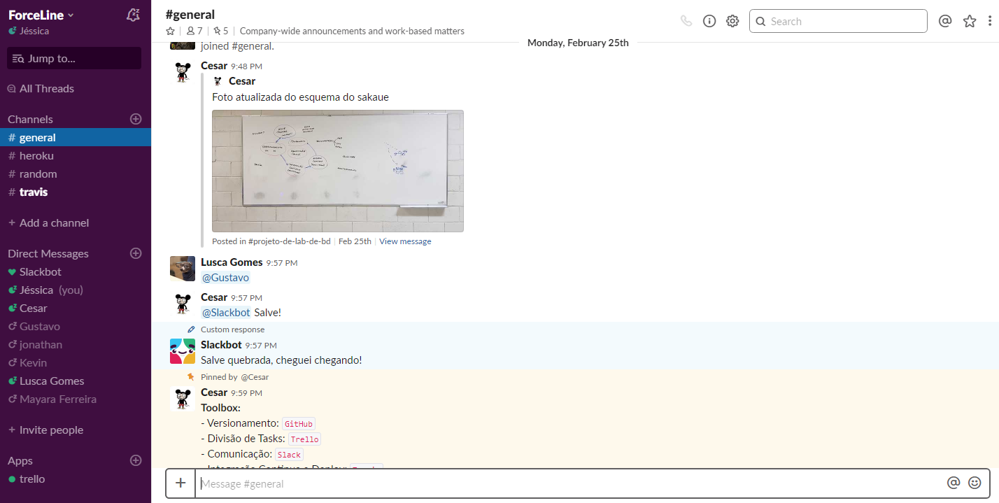 ForceLine
Jéssica
Jump to...
All Threads
Channels
# general
# heroku
# random
# travis
+ Add a channel
Direct Messages
Slackbot
Jéssica (you)
Cesar
Gustavo
jonathan
Kevin
Lusca Gomes
Mayara Ferreira
+ Invite people
Apps
trello
#general
7 | 5 | Company-wide announcements and work-based matters
Search
Monday, February 25th
joined #general.
Cesar 9:48 PM
Cesar
Foto atualizada do esquema do sakaue
Posted in #projeto-de-lab-de-bd | Feb 25th | View message
Lusca Gomes 9:57 PM
@Gustavo
Cesar 9:57 PM
@Slackbot Salve!
Custom response
Slackbot 9:57 PM
Salve quebrada, cheguei chegando!
Pinned by @Cesar
Cesar 9:59 PM
Toolbox:
- Versionamento: GitHub
- Divisão de Tasks: Trello
- Comunicação: Slack
- Integração Contínua e Deploy:
Message #general